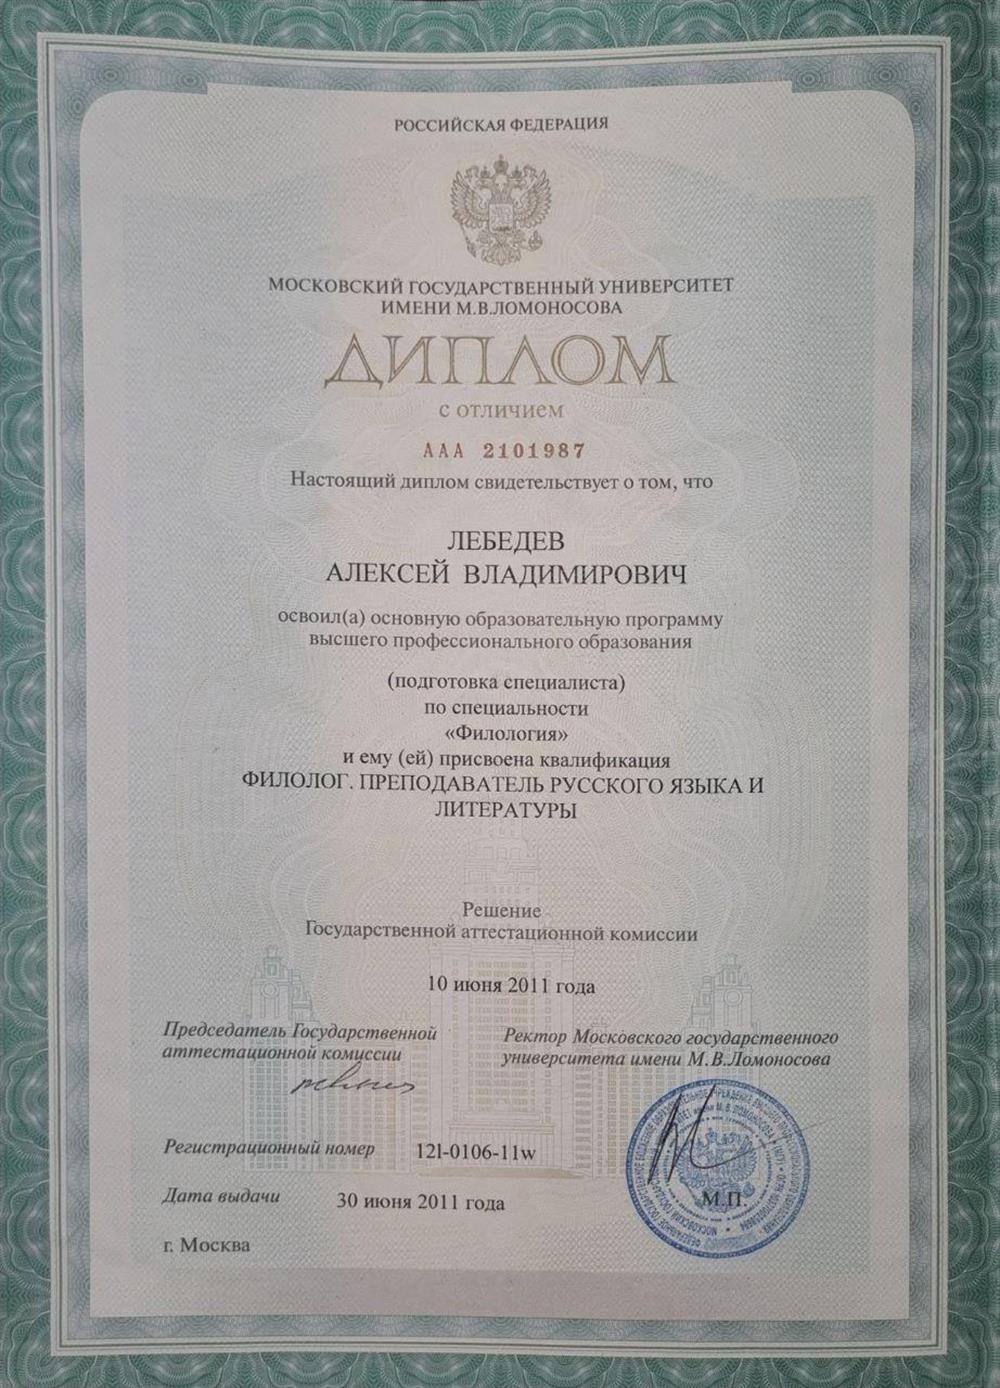 РОССИЙСКАЯ ФЕДЕРАЦИЯ
МОСКОВСКИЙ ГОСУДАРСТВЕННЫЙ УНИВЕРСИТЕТ
ИМЕНИ М.В.ЛОМОНОСОВА
ДИПЛОМ
с отличием
ААА 2101987
Настоящий диплом свидетельствует о том, что
ЛЕБЕДЕВ
АЛЕКСЕЙ ВЛАДИМИРОВИЧ
освоил(а) основную образовательную программу
высшего профессионального образования
(подготовка специалиста)
по специальности
«Филология»
и ему (ей) присвоена квалификация
ФИЛОЛОГ. ПРЕПОДАВАТЕЛЬ РУССКОГО ЯЗЫКА И
ЛИТЕРАТУРЫ
Решение
Государственной аттестационной комиссии
10 июня 2011 года
Председатель Государственной
аттестационной комиссии
Ректор Московского государственного
университета имени М.В.Ломоносова
Регистрационный номер 121-0106-11w
М.П.
Дата выдачи 30 июня 2011 года
г. Москва